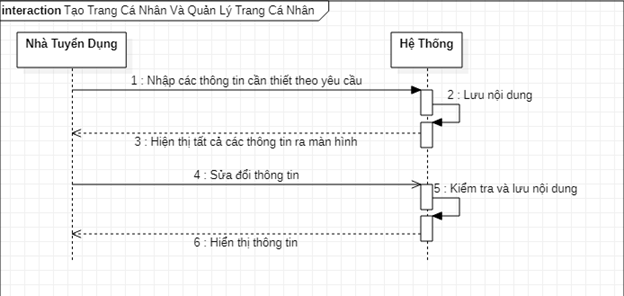 interaction Tạo Trang Cá Nhân Và Quản Lý Trang Cá Nhân
Nhà Tuyển Dụng
Hệ Thống
1 : Nhập các thông tin cần thiết theo yêu cầu
2 : Lưu nội dung
3 : Hiện thị tất cả các thông tin ra màn hình
4 : Sửa đổi thông tin
5 : Kiểm tra và lưu nội dung
6 : Hiển thị thông tin